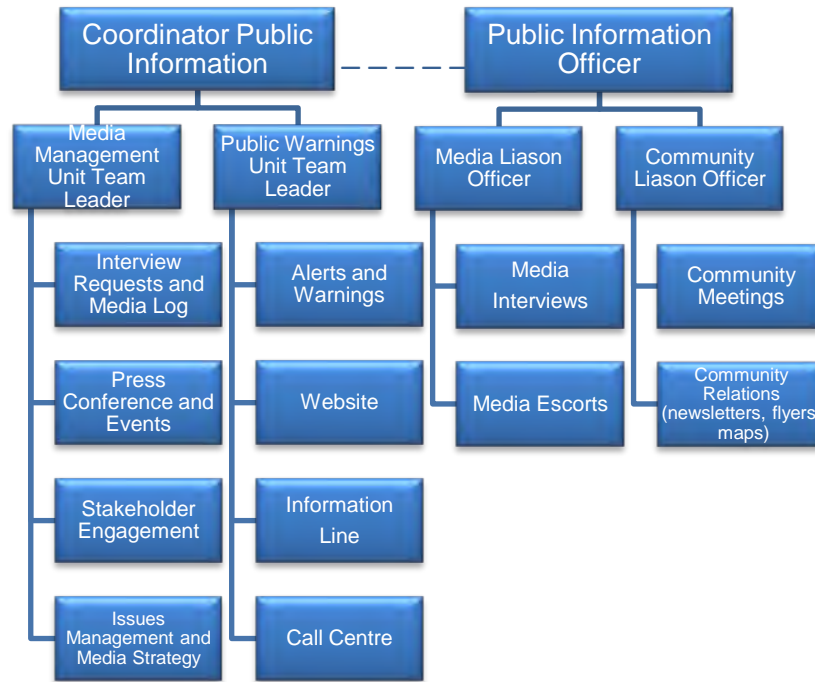 Coordinator Public
Information
Public Information
Officer
Media
Management
Unit Team
Leader
Public Warnings
Unit Team
Leader
Media Liason
Officer
Community
Liason Officer
Interview
Requests and
Media Log
Alerts and
Warnings
Media
Interviews
Community
Meetings
Press
Conference and
Events
Website
Media Escorts
Community
Relations
(newsletters, flyers
maps)
Stakeholder
Engagement
Information
Line
Issues
Management and
Media Strategy
Call Centre